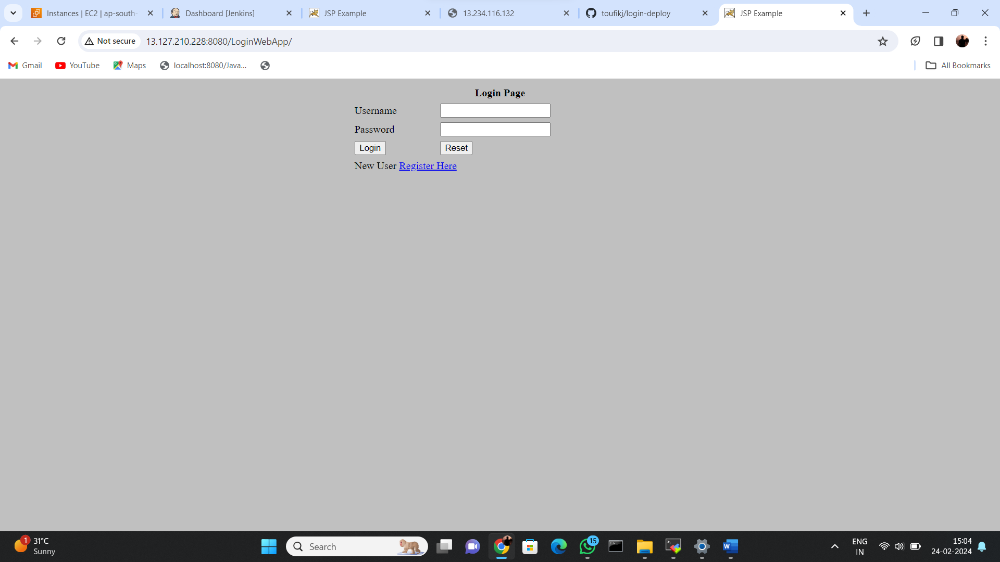 Instances | EC2 | ap-south-
Dashboard [Jenkins]
JSP Example
13.234.116.132
toufikj/login-deploy
JSP Example
Not secure
13.127.210.228:8080/LoginWebApp/
Gmail
YouTube
Maps
localhost:8080/Java...
All Bookmarks
Login Page
Username
Password
Login
Reset
New User Register Here
1
31°C
Sunny
Search
15
ENG
IN
15:04
24-02-2024